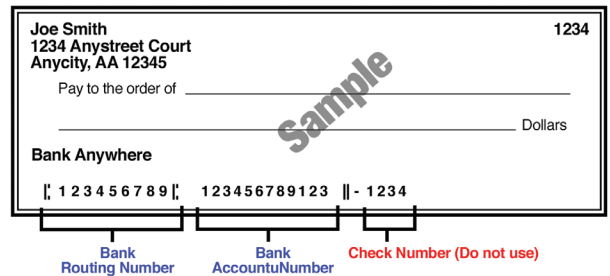 Joe Smith 1234
1234 Anystreet Court
Anycity, AA 12345
Pay to the order of
Sample
Dollars
Bank Anywhere
⑆ 123456789 ⑆ 123456789123 ||- 1234
Bank Bank Check Number (Do not use)
Routing Number AccountuNumber